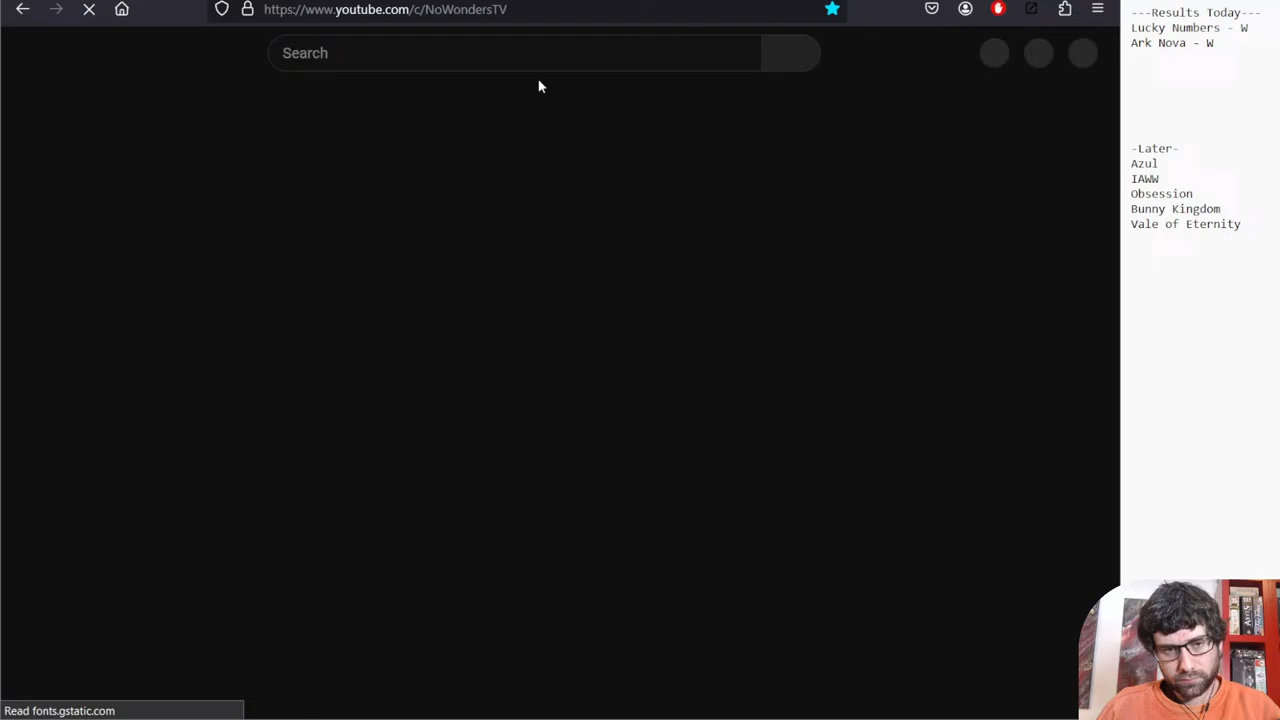 https://www.youtube.com/c/NoWondersTV
Search
---Results Today---
Lucky Numbers - W
Ark Nova - W
-Later-
Azul
IAWW
Obsession
Bunny Kingdom
Vale of Eternity
Read fonts.gstatic.com